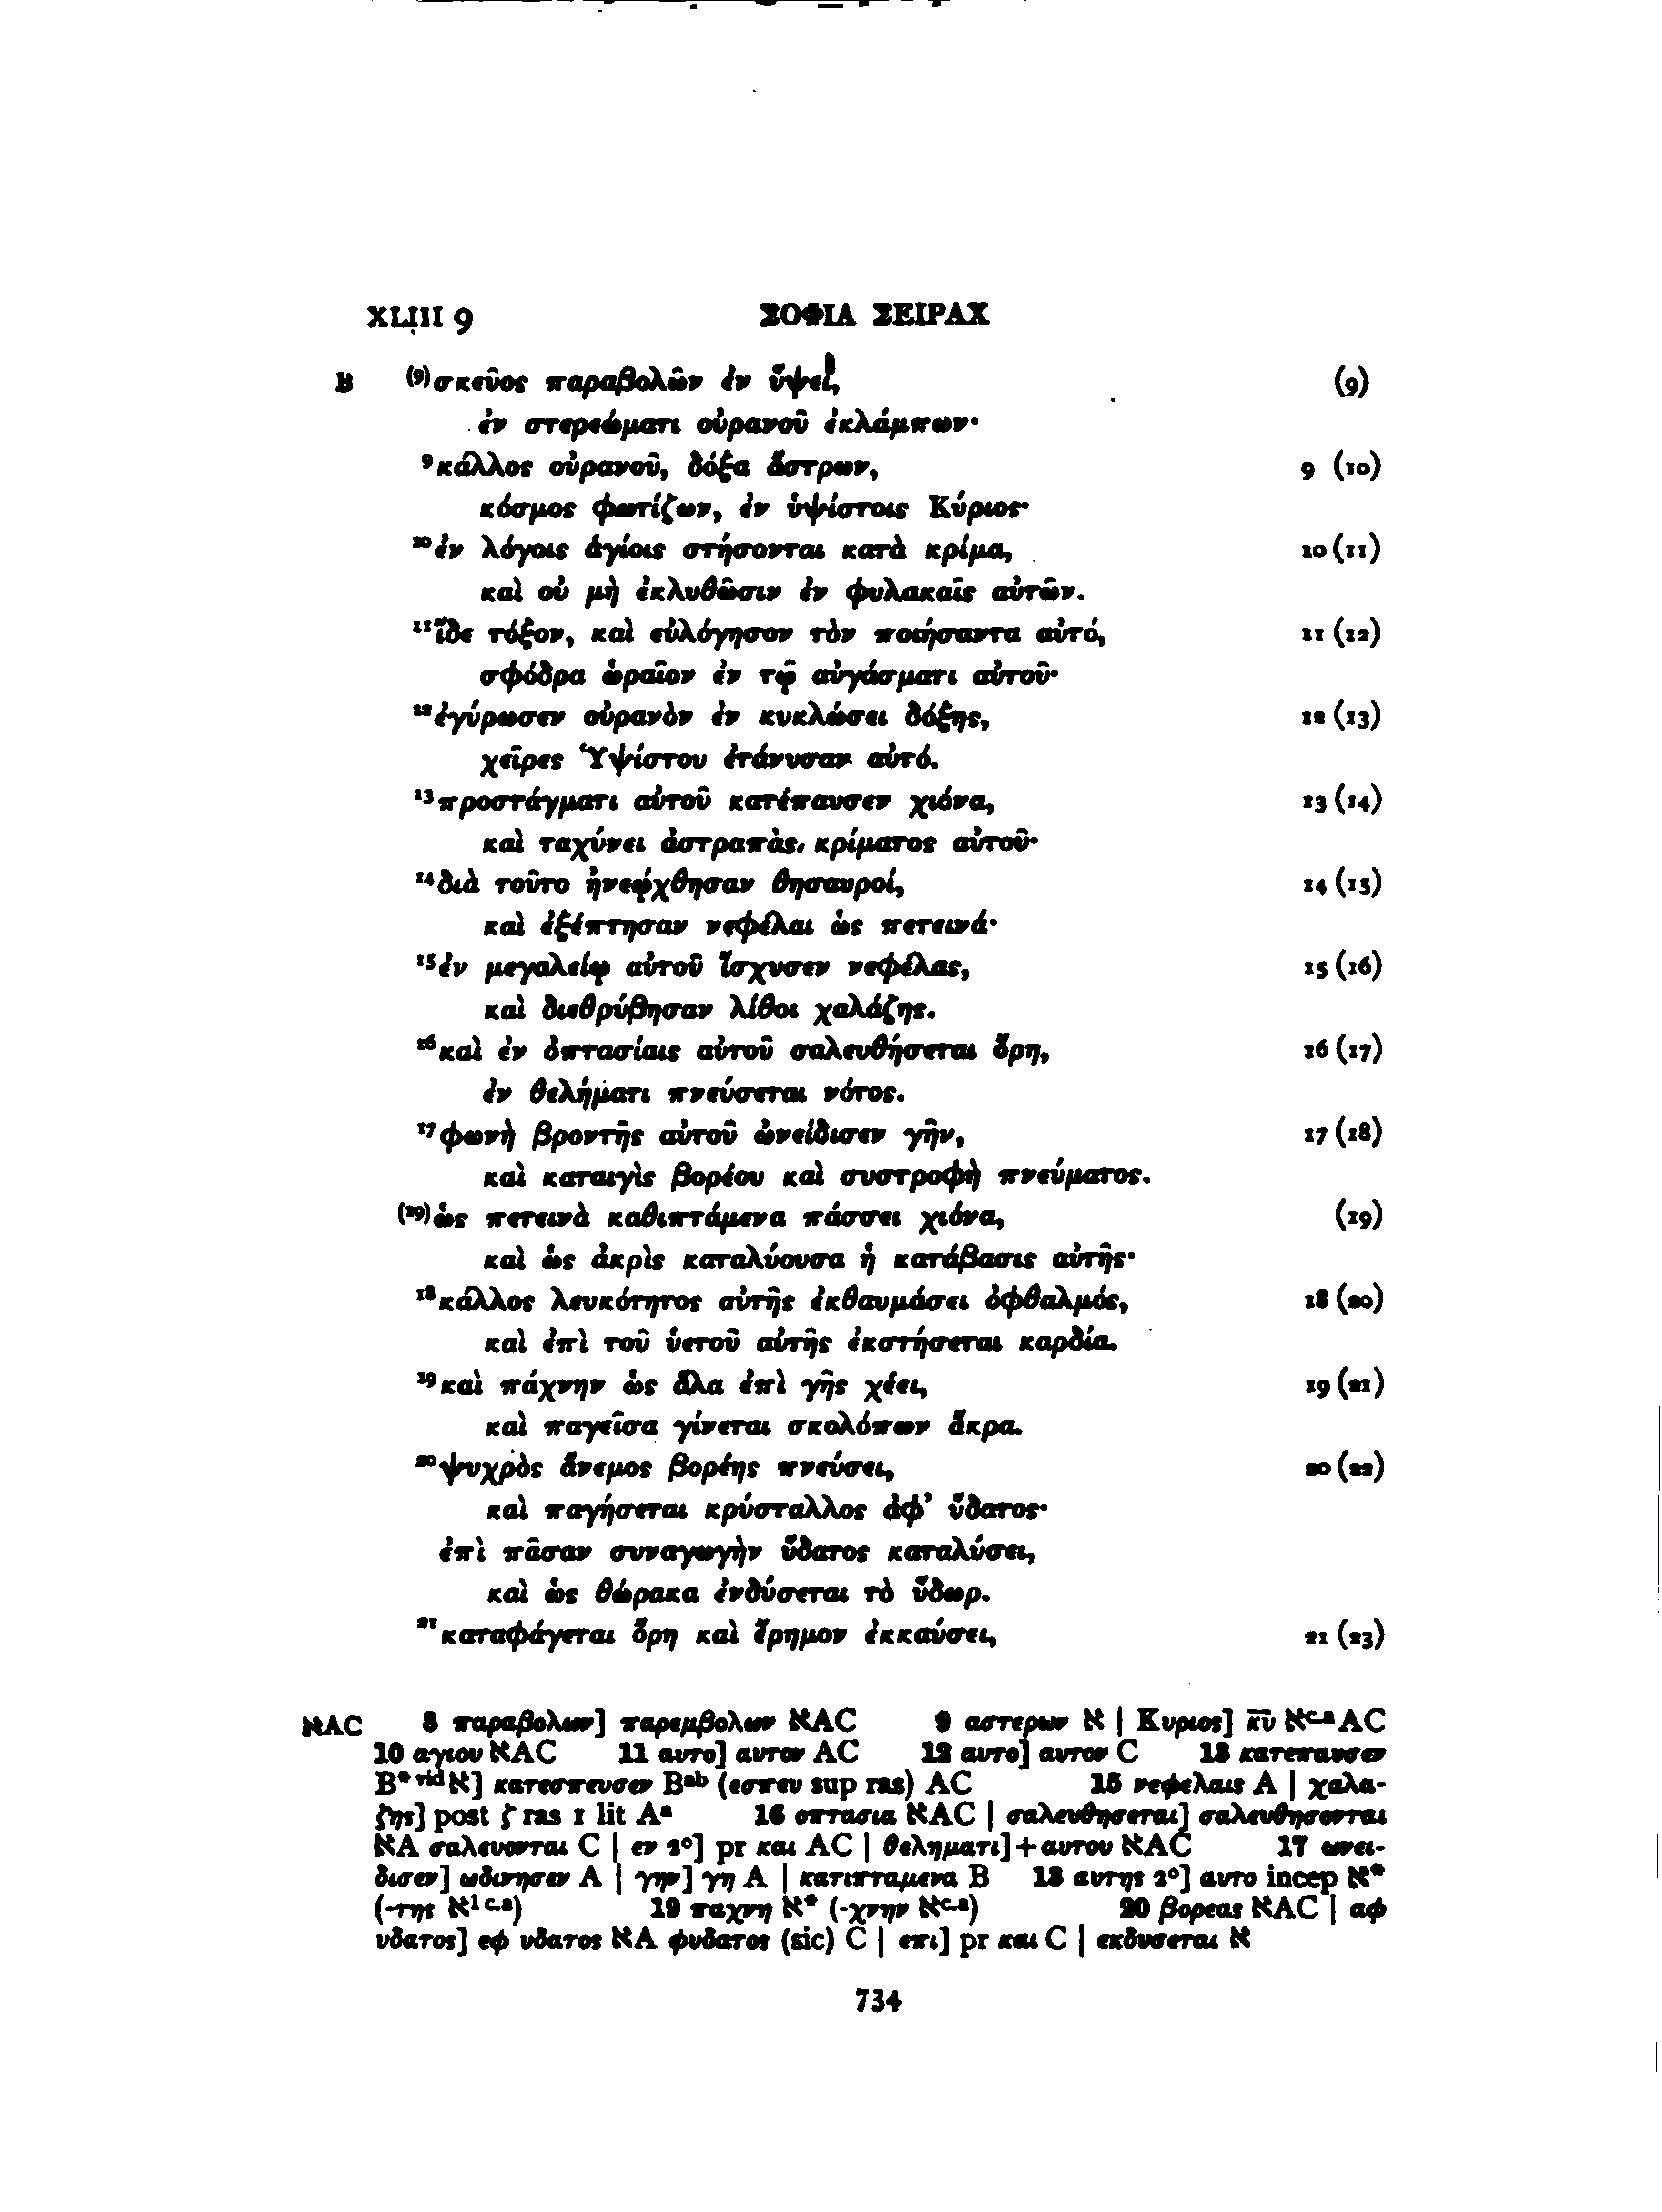 XLIII 9 ΣΟΦΙΑ ΣΕΙΡΑΧ
B (9)σκεῦος παραβολῶν ἐν ὕψει, (9)
ἐν στερεώματι οὐρανοῦ ἐκλάμπων·
9κάλλος οὐρανοῦ, δόξα ἄστρων, 9 (10)
κόσμος φωτίζων, ἐν ὑψίστοις Κύριος·
10ἐν λόγοις ἁγίοις στήσονται κατὰ κρίμα, 10 (11)
καὶ οὐ μὴ ἐκλυθῶσιν ἐν φυλακαῖς αὐτῶν.
11ἴδε τόξον, καὶ εὐλόγησον τὸν ποιήσαντα αὐτό, 11 (12)
σφόδρα ὡραῖον ἐν τῷ αὐγάσματι αὐτοῦ·
12ἐγύρωσεν οὐρανὸν ἐν κυκλώσει δόξης, 12 (13)
χεῖρες Ὑψίστου ἐτάνυσαν αὐτό.
13προστάγματι αὐτοῦ κατέπαυσεν χιόνα, 13 (14)
καὶ ταχύνει ἀστραπὰς κρίματος αὐτοῦ·
14διὰ τοῦτο ἠνεῴχθησαν θησαυροί, 14 (15)
καὶ ἐξέπτησαν νεφέλαι ὡς πετεινά·
15ἐν μεγαλείῳ αὐτοῦ ἴσχυσεν νεφέλας, 15 (16)
καὶ διεθρύβησαν λίθοι χαλάζης.
16καὶ ἐν ὀπτασίαις αὐτοῦ σαλευθήσεται ὄρη, 16 (17)
ἐν θελήματι πνεύσεται νότος.
17φωνὴ βροντῆς αὐτοῦ ὠνείδισεν γῆν, 17 (18)
καὶ καταιγὶς βορέου καὶ συστροφὴ πνεύματος.
(19)ὡς πετεινὰ καθιπτάμενα πάσσει χιόνα, (19)
καὶ ὡς ἀκρὶς καταλύουσα ἡ κατάβασις αὐτῆς·
18κάλλος λευκότητος αὐτῆς ἐκθαυμάσει ὀφθαλμός, 18 (20)
καὶ ἐπὶ τοῦ ὑετοῦ αὐτῆς ἐκστήσεται καρδία.
19καὶ πάχνην ὡς ἅλα ἐπὶ γῆς χέει, 19 (21)
καὶ παγεῖσα γίνεται σκολόπων ἄκρα.
20ψυχρὸς ἄνεμος βορέης πνεύσει, 20 (22)
καὶ παγήσεται κρύσταλλος ἀφ’ ὕδατος·
ἐπὶ πᾶσαν συναγωγὴν ὕδατος καταλύσει,
καὶ ὡς θώρακα ἐνδύσεται τὸ ὕδωρ.
21καταφάγεται ὄρη καὶ ἔρημον ἐκκαύσει, 21 (23)
ℵAC 8 παραβολων] παρεμβολων ℵAC 9 αστερων ℵ | Κυριος] κ̅υ̅ ℵc.a AC
10 αγιου ℵAC 11 αυτο] αυτον AC 12 αυτο] αυτον C 13 κατεπαυσεν
B* vid ℵ] κατεσπευσεν Bab (εσπευ sup ras) AC 15 νεφελαις A | χαλα-
ζης] post ζ ras 1 lit Aa 16 οπτασια ℵAC | σαλευθησεται] σαλευθησονται
ℵA σαλευονται C | εν 2º] pr και AC | θεληματι]+αυτου ℵAC 17 ωνει-
δισεν] ωδινησεν A | γην] γη A | κατιπταμενα B 18 αυτης 2º] αυτο incep ℵ*
(-της ℵ1 c.a) 19 παχνη ℵ* (-χνην ℵc.a) 20 βορεας ℵAC | αφ
υδατος] εφ υδατος ℵA φυδατος (sic) C | επι] pr και C | εκδυσεται ℵ
734